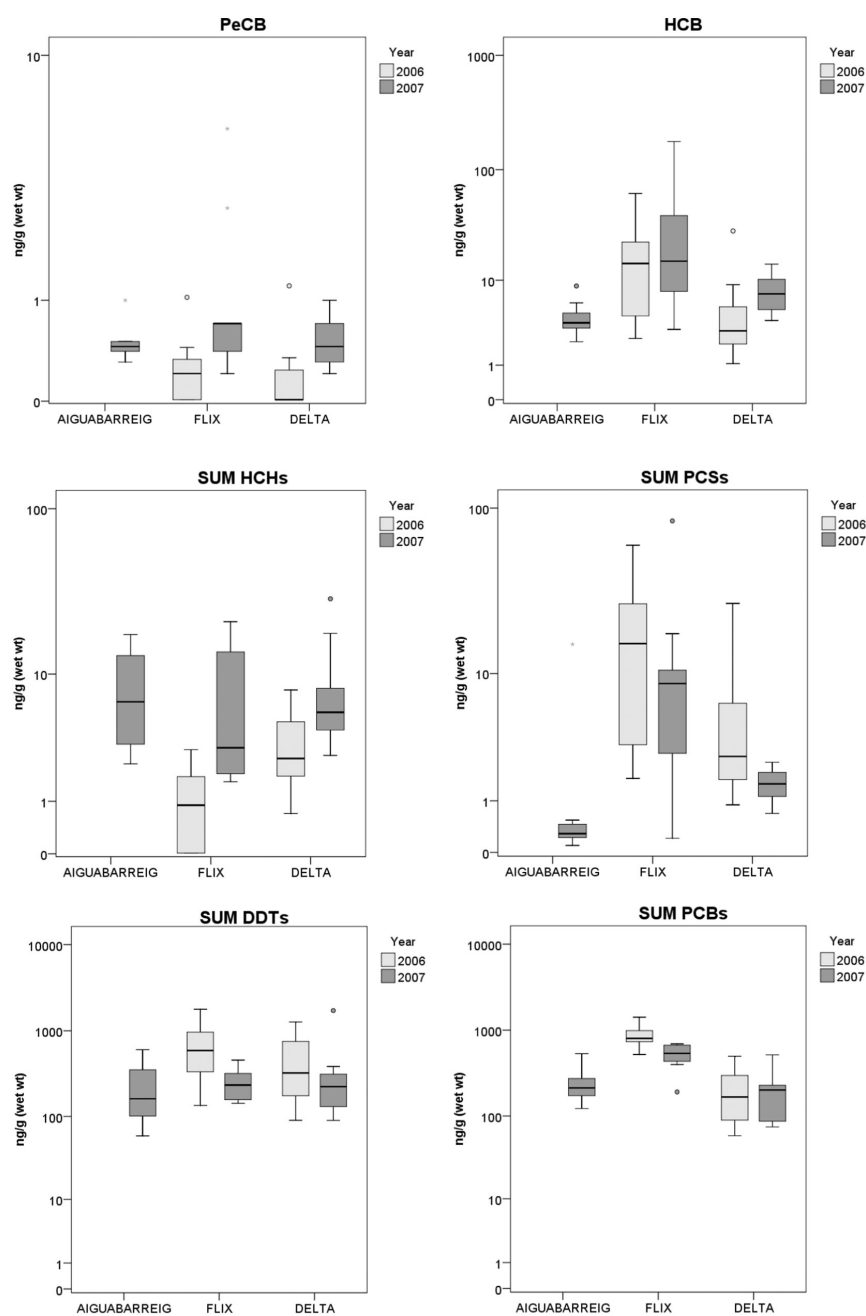 PeCB
Year
2006
2007
10
1
0
ng/g (wet wt)
AIGUABARREIG FLIX DELTA
HCB
Year
2006
2007
1000
100
10
1
0
ng/g (wet wt)
AIGUABARREIG FLIX DELTA
SUM HCHs
Year
2006
2007
100
10
1
0
ng/g (wet wt)
AIGUABARREIG FLIX DELTA
SUM PCSs
Year
2006
2007
100
10
1
0
ng/g (wet wt)
AIGUABARREIG FLIX DELTA
SUM DDTs
Year
2006
2007
10000
1000
100
10
1
0
ng/g (wet wt)
AIGUABARREIG FLIX DELTA
SUM PCBs
Year
2006
2007
10000
1000
100
10
1
0
ng/g (wet wt)
AIGUABARREIG FLIX DELTA